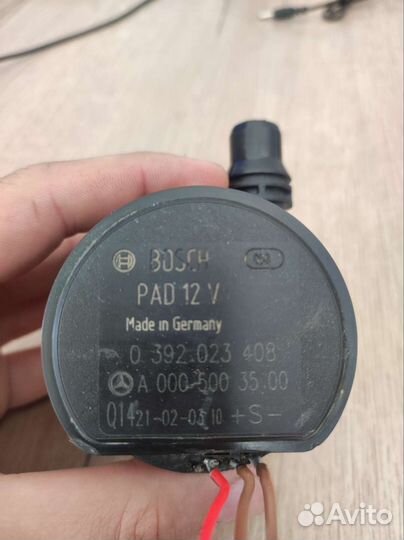 BOSCH
PAD 12 V
Made in Germany
0 392 023 408
A 000 500 35 00
Q14 21-02-03 10 +S-
Avito